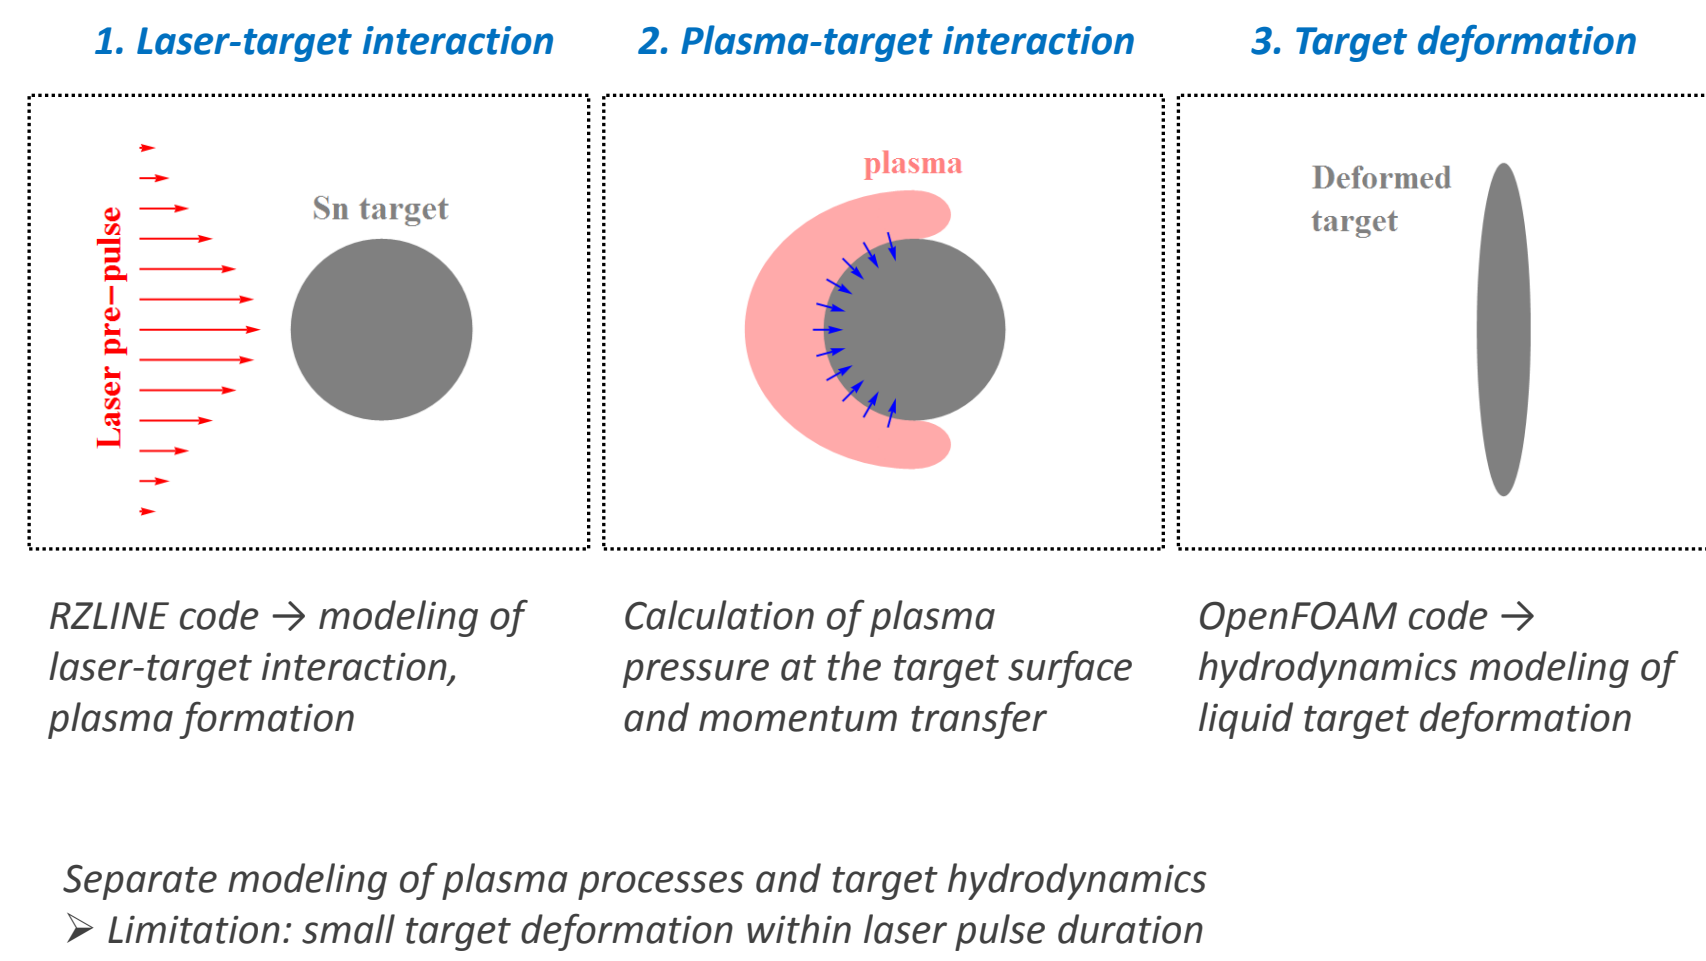 1. Laser-target interaction
2. Plasma-target interaction
3. Target deformation
Laser pre−pulse
Sn target
plasma
Deformed
target
RZLINE code → modeling of
laser-target interaction,
plasma formation
Calculation of plasma
pressure at the target surface
and momentum transfer
OpenFOAM code →
hydrodynamics modeling of
liquid target deformation
Separate modeling of plasma processes and target hydrodynamics
➢ Limitation: small target deformation within laser pulse duration